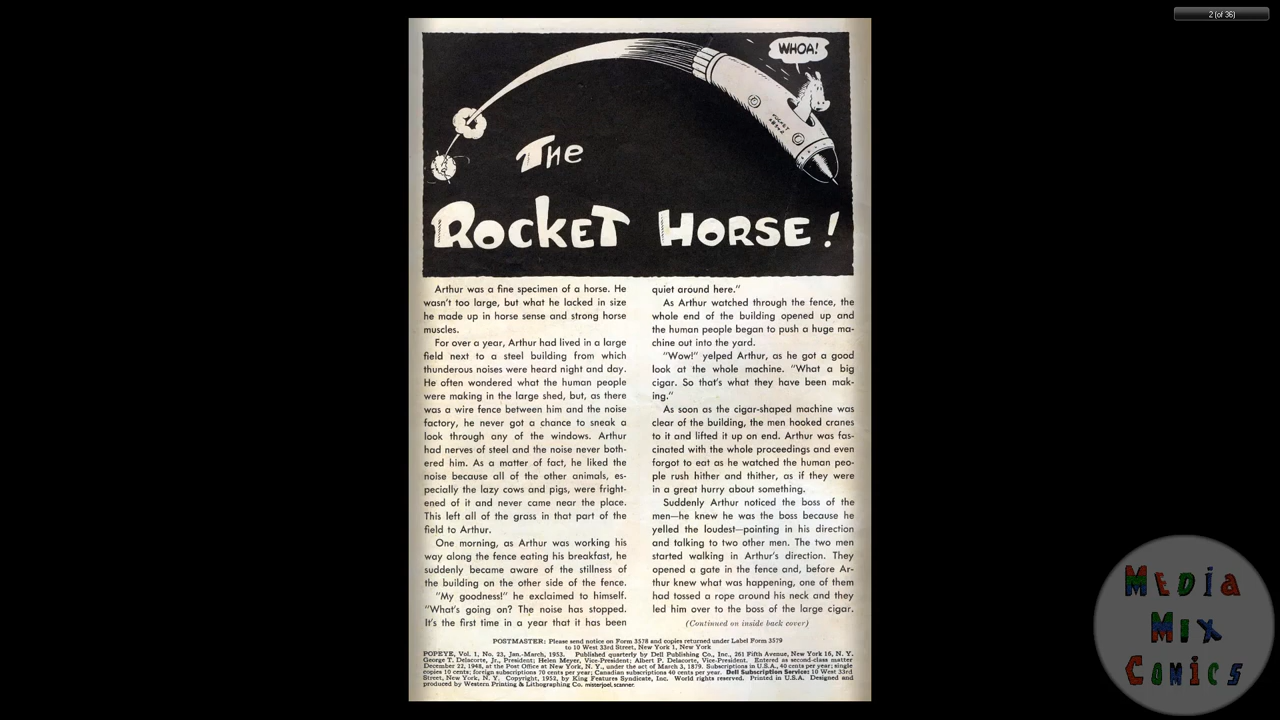 2 (of 36)
WHOA!
The
ROCKET HORSE!
Arthur was a fine specimen of a horse. He
wasn't too large, but what he lacked in size
he made up in horse sense and strong horse
muscles.
For over a year, Arthur had lived in a large
field next to a steel building from which
thunderous noises were heard night and day.
He often wondered what the human people
were making in the large shed, but, as there
was a wire fence between him and the noise
factory, he never got a chance to sneak a
look through any of the windows. Arthur
had nerves of steel and the noise never both-
ered him. As a matter of fact, he liked the
noise because all of the other animals, es-
pecially the lazy cows and pigs, were fright-
ened of it and never came near the place.
This left all of the grass in that part of the
field to Arthur.
One morning, as Arthur was working his
way along the fence eating his breakfast, he
suddenly became aware of the stillness of
the building on the other side of the fence.
"My goodness!" he exclaimed to himself.
"What's going on? The noise has stopped.
It's the first time in a year that it has been
quiet around here."
As Arthur watched through the fence, the
whole end of the building opened up and
the human people began to push a huge ma-
chine out into the yard.
"Wow!" yelped Arthur, as he got a good
look at the whole machine. "What a big
cigar. So that's what they have been mak-
ing."
As soon as the cigar-shaped machine was
clear of the building, the men hooked cranes
to it and lifted it up on end. Arthur was fas-
cinated with the whole proceedings and even
forgot to eat as he watched the human peo-
ple rush hither and thither, as if they were
in a great hurry about something.
Suddenly Arthur noticed the boss of the
men—he knew he was the boss because he
yelled the loudest—pointing in his direction
and talking to two other men. The two men
started walking in Arthur's direction. They
opened a gate in the fence and, before Ar-
thur knew what was happening, one of them
had tossed a rope around his neck and they
led him over to the boss of the large cigar.
(Continued on inside back cover)
POSTMASTER: Please send notice on Form 3578 and copies returned under Label Form 3579
to 10 West 33rd Street, New York 1, New York
POPEYE, Vol. 1, No. 23, Jan.-March, 1953. Published quarterly by Dell Publishing Co., Inc., 261 Fifth Avenue, New York 16, N. Y.
George T. Delacorte, Jr., President; Helen Meyer, Vice-President; Albert P. Delacorte, Vice-President. Entered as second-class matter
December 22, 1948, at the Post Office at New York, N. Y., under the act of March 3, 1879. Subscriptions in U.S.A., 40 cents per year; single
copies 10 cents; foreign subscriptions 70 cents per year; Canadian subscriptions 40 cents per year. Dell Subscription Service: 10 West 33rd
Street, New York, N. Y. Copyright, 1952, by King Features Syndicate, Inc. World rights reserved. Printed in U.S.A. Designed and
produced by Western Printing & Lithographing Co. misterjoel, scanner.
MEDIA
MIX
COMICS